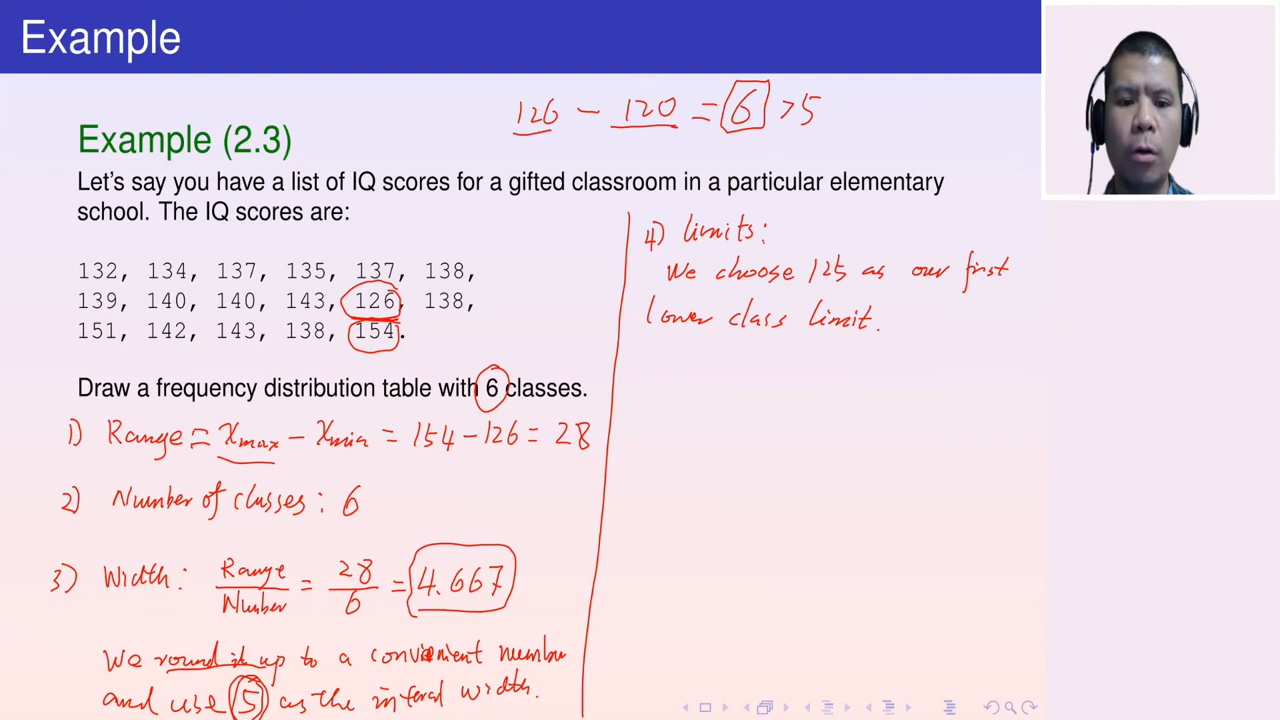 Example
126 - 120 = 6 > 5
Example (2.3)
Let's say you have a list of IQ scores for a gifted classroom in a particular elementary
school. The IQ scores are:
132, 134, 137, 135, 137, 138,
139, 140, 140, 143, 126, 138,
151, 142, 143, 138, 154.
Draw a frequency distribution table with 6 classes.
1) Range = xmax - xmin = 154 - 126 = 28
2) Number of classes : 6
3) Width : Range/Number = 28/6 = 4.667
We round it up to a convenient number
and use 5 as the interal width.
4) limits :
We choose 125 as our first
lower class limit.